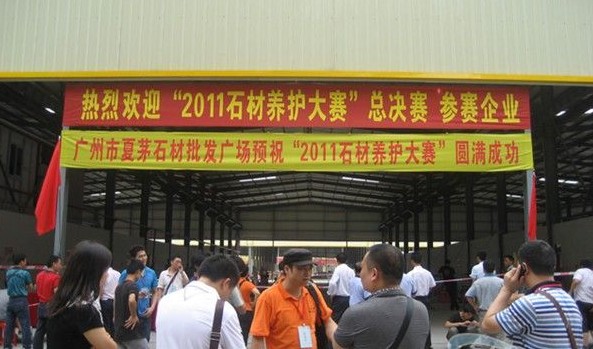 热烈欢迎“2011石材养护大赛”总决赛 参赛企业
广州市夏茅石材批发广场预祝“2011石材养护大赛”圆满成功